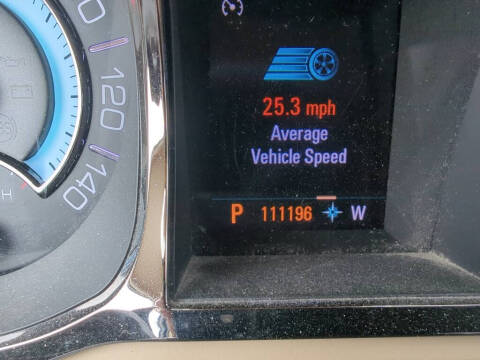 120
140
H
25.3 mph
Average
Vehicle Speed
P 111196 W